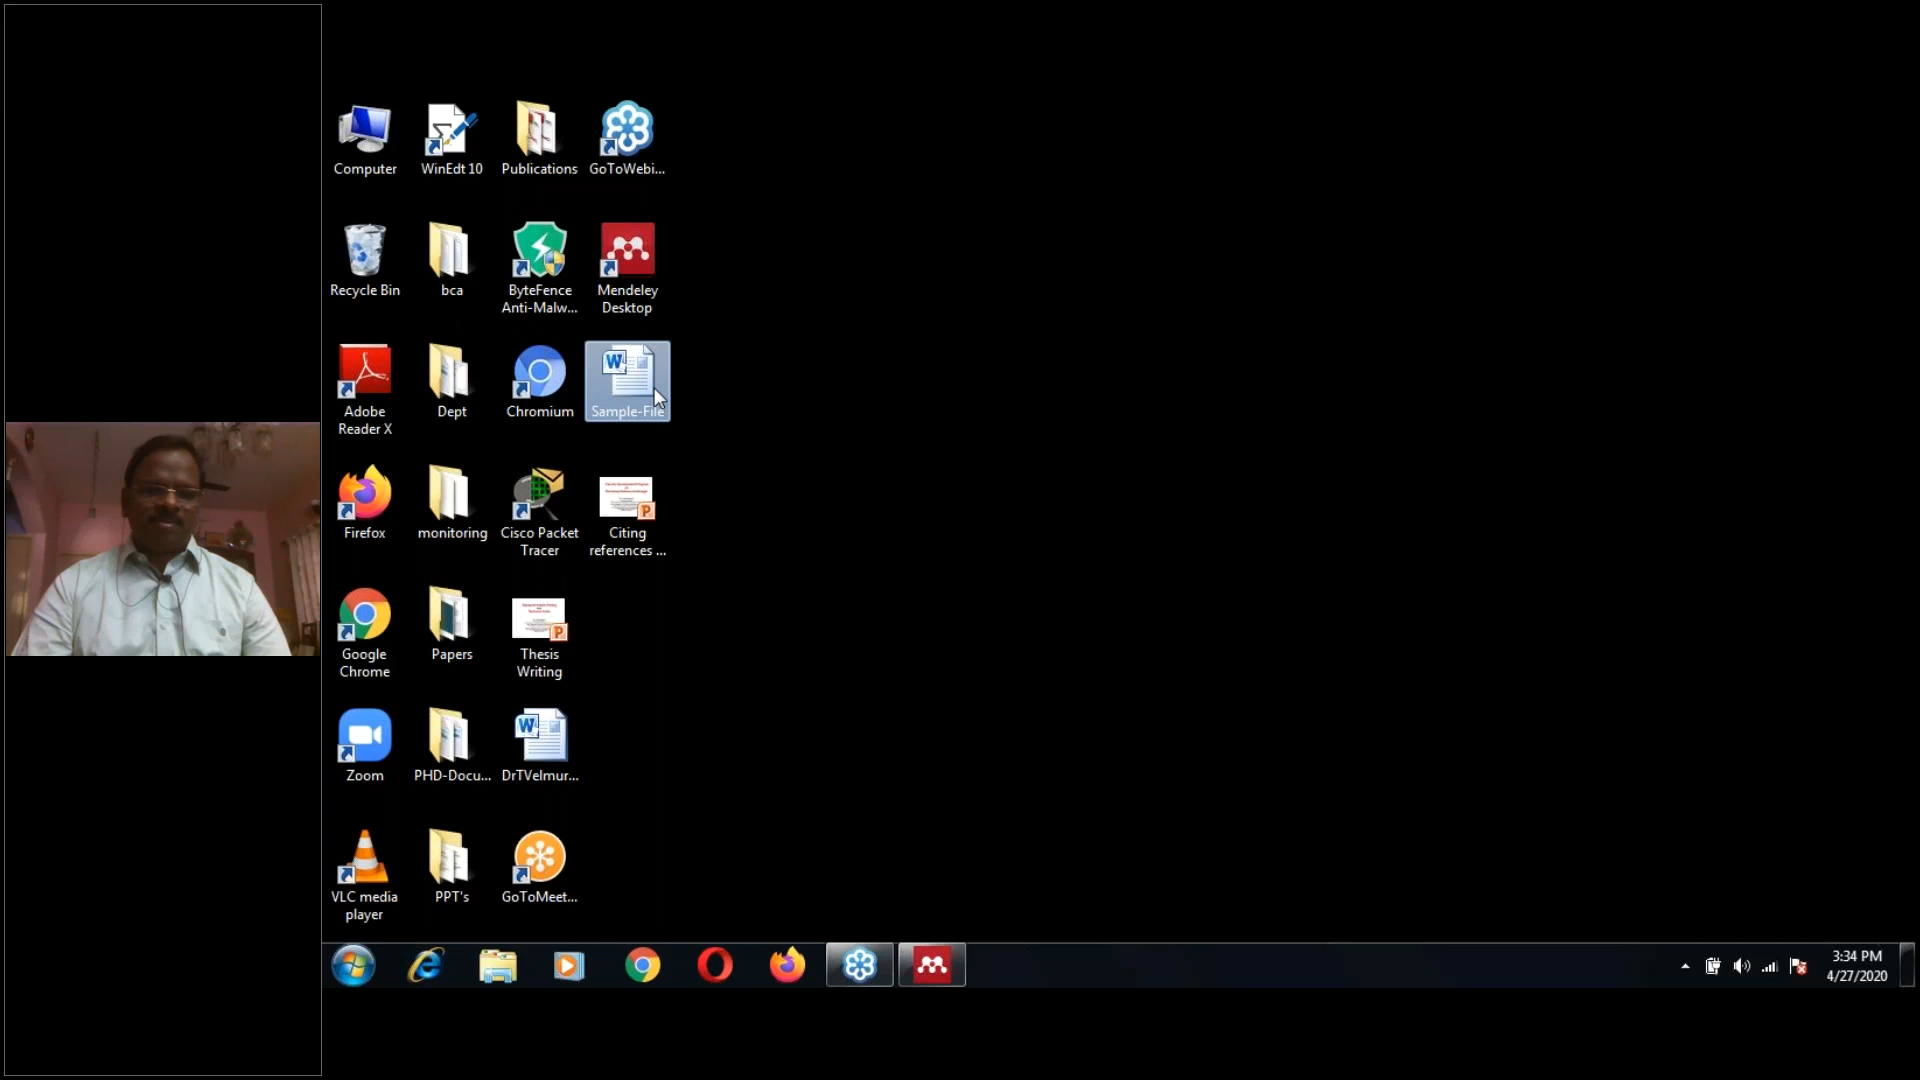 Computer
WinEdt 10
Publications
GoToWebi...
Recycle Bin
bca
ByteFence
Anti-Malw...
Mendeley
Desktop
Adobe
Reader X
Dept
Chromium
Sample-File
Firefox
monitoring
Cisco Packet
Tracer
Citing
references ...
Google
Chrome
Papers
Thesis
Writing
Zoom
PHD-Docu...
DrTVelmur...
VLC media
player
PPT's
GoToMeet...
3:34 PM
4/27/2020